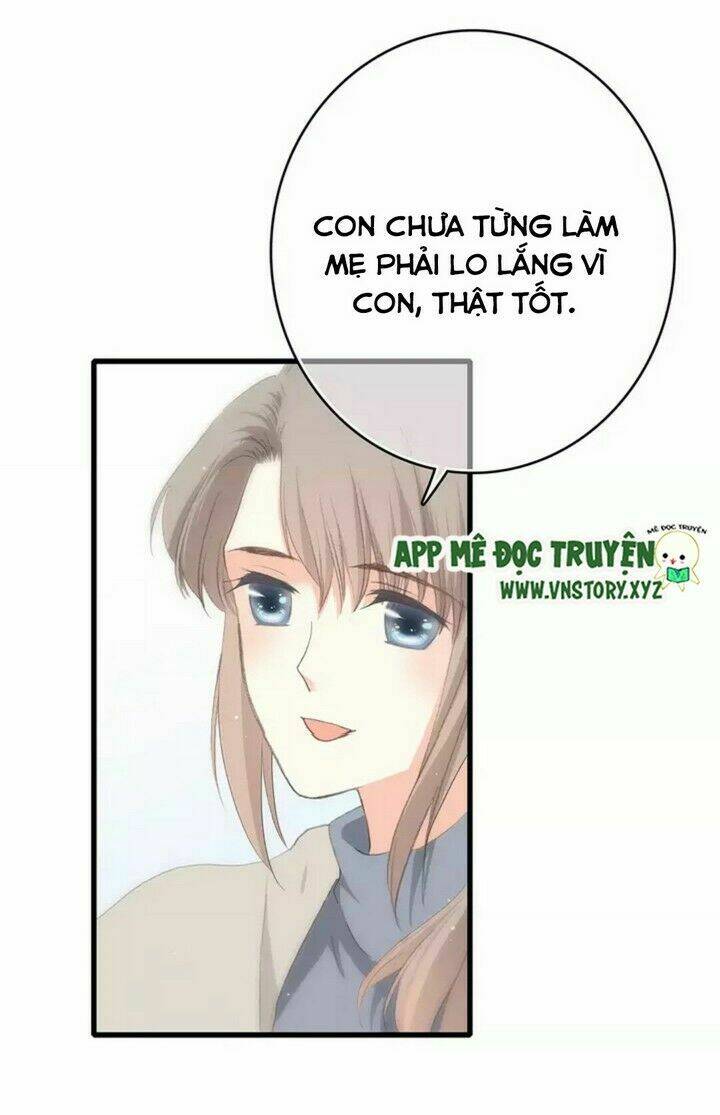 CON CHƯA TỪNG LÀM
MẸ PHẢI LO LẮNG VÌ
CON, THẬT TỐT.
MÊ ĐỌC TRUYỆN
APP MÊ ĐỌC TRUYỆN
WWW.VNSTORY.XYZ